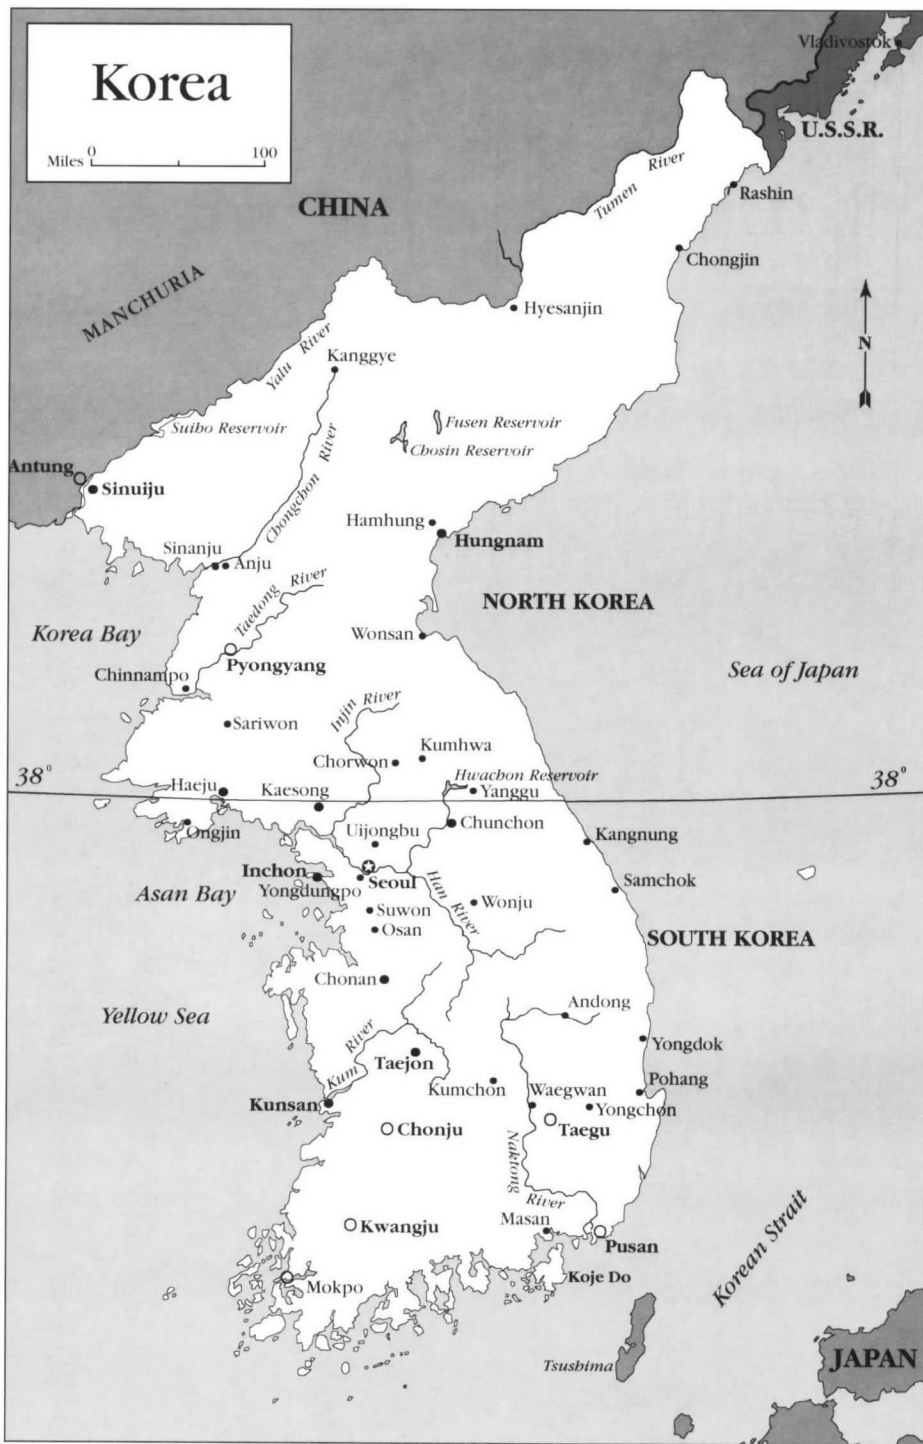 Korea
Miles 0 100
Vladivostok
U.S.S.R.
Tumen River
Rashin
CHINA
Chongjin
MANCHURIA
Hyesanjin
N
Yalu River
Kanggye
Suiho Reservoir
Fusen Reservoir
Chosin Reservoir
Chongchon River
Antung
Sinuiju
Hamhung
Hungnam
Sinanju
Anju
Taedong River
NORTH KOREA
Korea Bay
Wonsan
Pyongyang
Sea of Japan
Chinnampo
Injin River
Sariwon
Kumhwa
Chorwon
38° 38°
Hwachon Reservoir
Haeju
Kaesong
Yanggu
Ongjin
Uijongbu
Chunchon
Kangnung
Inchon
Seoul
Asan Bay
Yongdungpo
Han River
Samchok
Wonju
Suwon
Osan
SOUTH KOREA
Chonan
Andong
Yellow Sea
Kum River
Yongdok
Taejon
Kumchon
Waegwan
Pohang
Kunsan
Yongchon
Chonju
Taegu
Naktong River
Kwangju
Masan
Pusan
Korean Strait
Mokpo
Koje Do
Tsushima
JAPAN